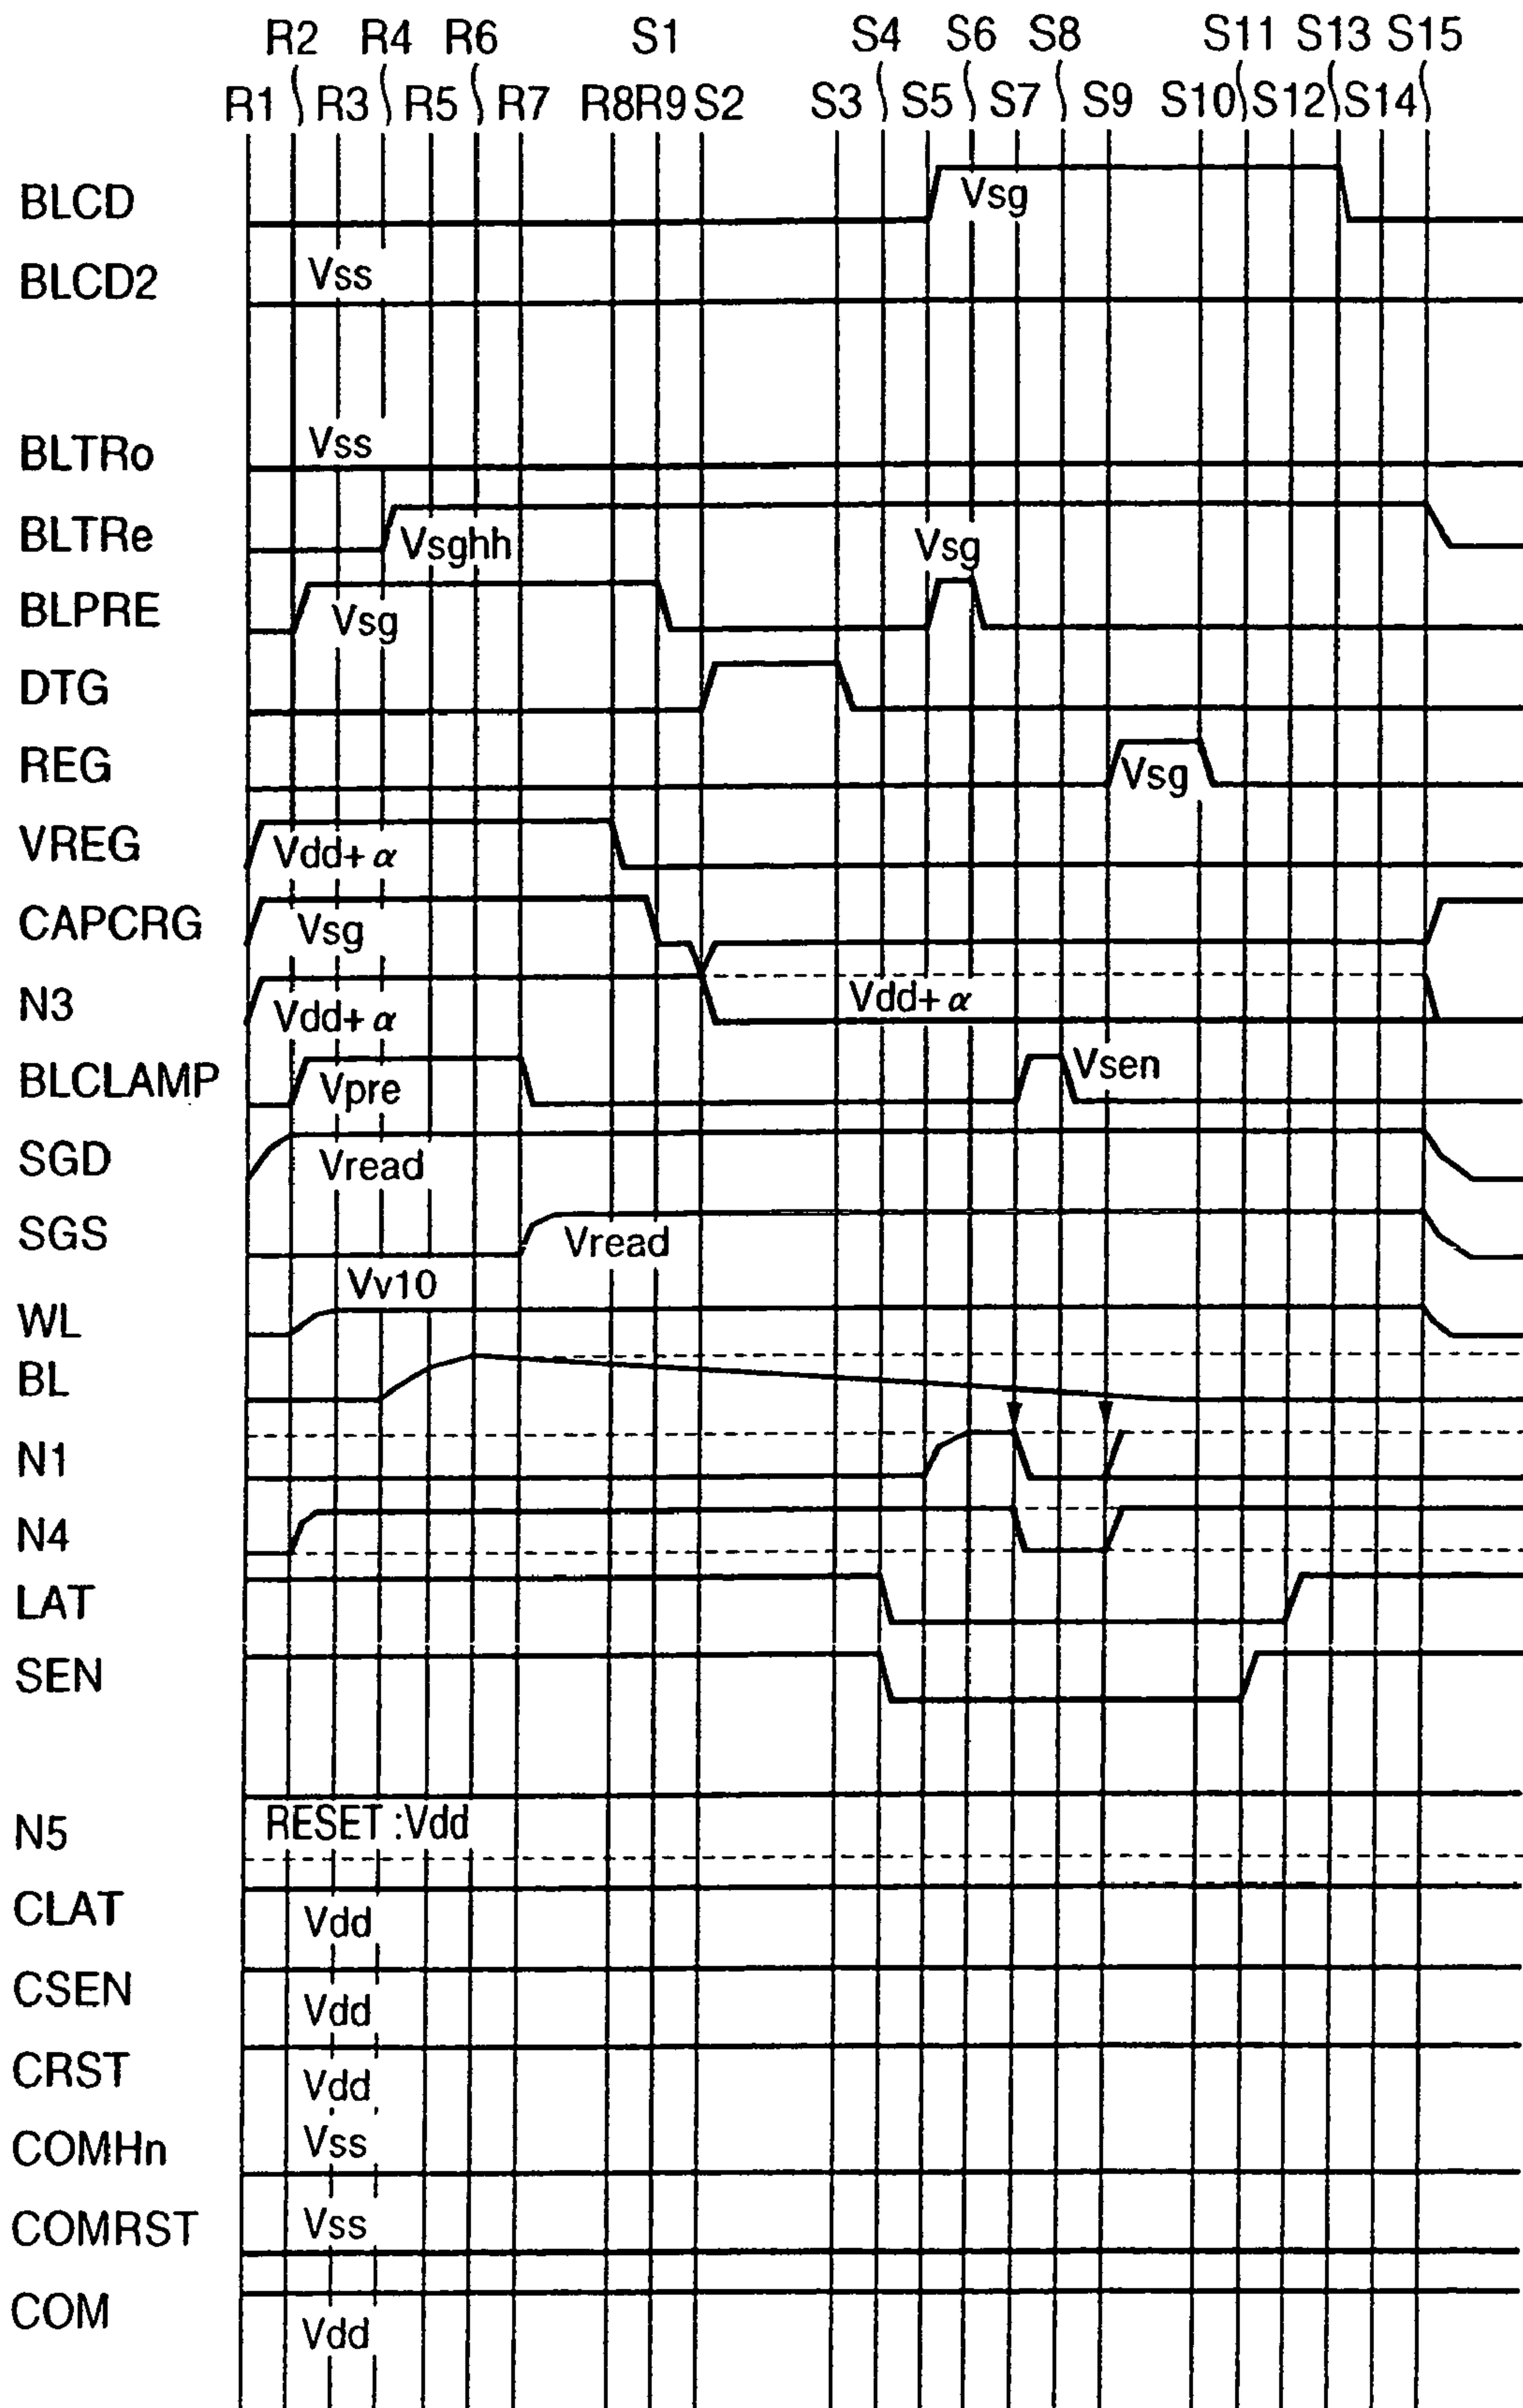 R2 R4 R6 S1 S4 S6 S8 S11 S13 S15
R1 R3 R5 R7 R8R9 S2 S3 S5 S7 S9 S10 S12 S14
BLCD Vsg
BLCD2 Vss
BLTRo Vss
BLTRe Vsghh Vsg
BLPRE Vsg
DTG
REG Vsg
VREG Vdd+α
CAPCRG Vsg
N3 Vdd+α Vdd+α
BLCLAMP Vpre Vsen
SGD Vread
SGS Vread
Vv10
WL
BL
N1
N4
LAT
SEN
N5 RESET :Vdd
CLAT Vdd
CSEN Vdd
CRST Vdd
COMHn Vss
COMRST Vss
COM Vdd